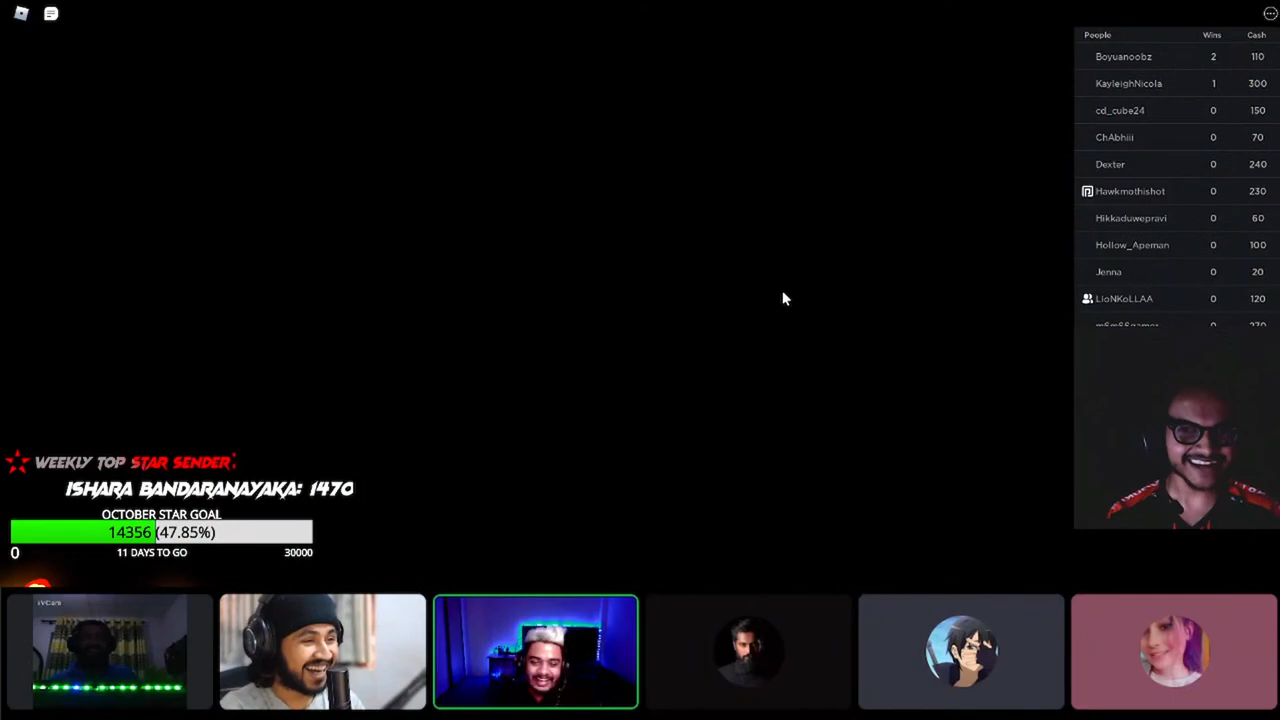 People Wins Cash
Boyuanoobz 2 110
KayleighNicola 1 300
cd_cube24 0 150
ChAbhiii 0 70
Dexter 0 240
Hawkmothishot 0 230
Hikkaduwepravi 0 60
Hollow_Apeman 0 100
Jenna 0 20
LIoNKoLLAA 0 120
WEEKLY TOP STAR SENDER:
ISHARA BANDARANAYAKA: 1470
OCTOBER STAR GOAL
14356 (47.85%)
0 11 DAYS TO GO 30000
iVCam